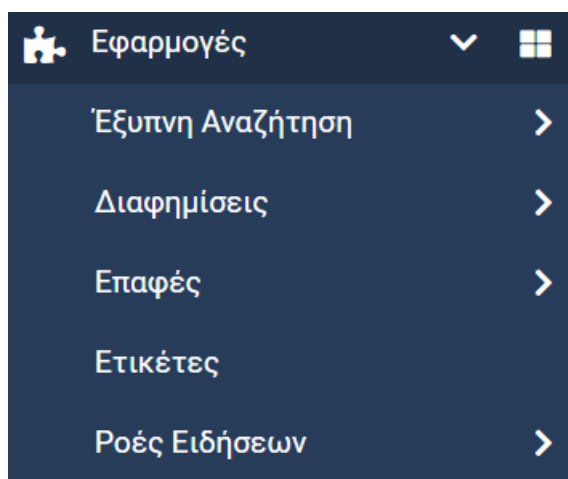 Εφαρμογές
Έξυπνη Αναζήτηση
Διαφημίσεις
Επαφές
Ετικέτες
Ροές Ειδήσεων